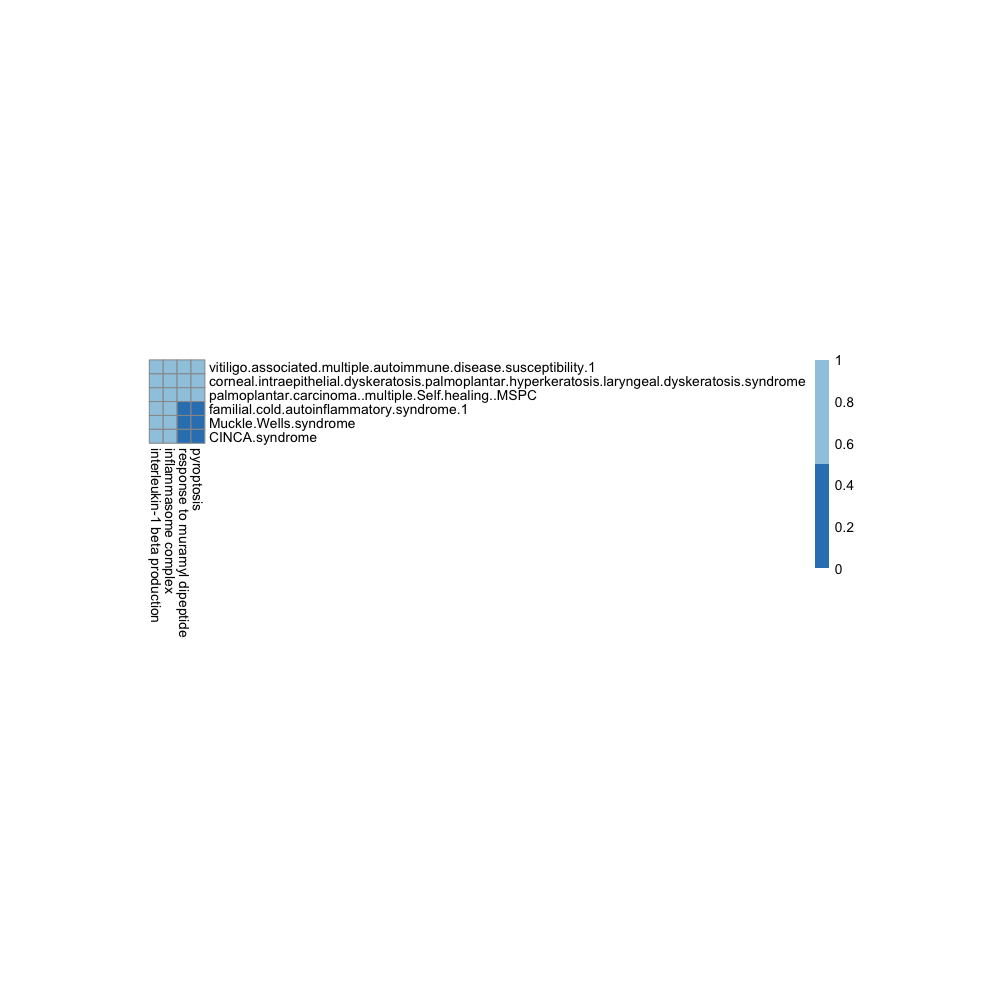 vitiligo.associated.multiple.autoimmune.disease.susceptibility.1
corneal.intraepithelial.dyskeratosis.palmoplantar.hyperkeratosis.laryngeal.dyskeratosis.syndrome
palmoplantar.carcinoma..multiple.Self.healing..MSPC
familial.cold.autoinflammatory.syndrome.1
Muckle.Wells.syndrome
CINCA.syndrome
interleukin-1 beta production
inflammasome complex
response to muramyl dipeptide
pyroptosis
1
0.8
0.6
0.4
0.2
0